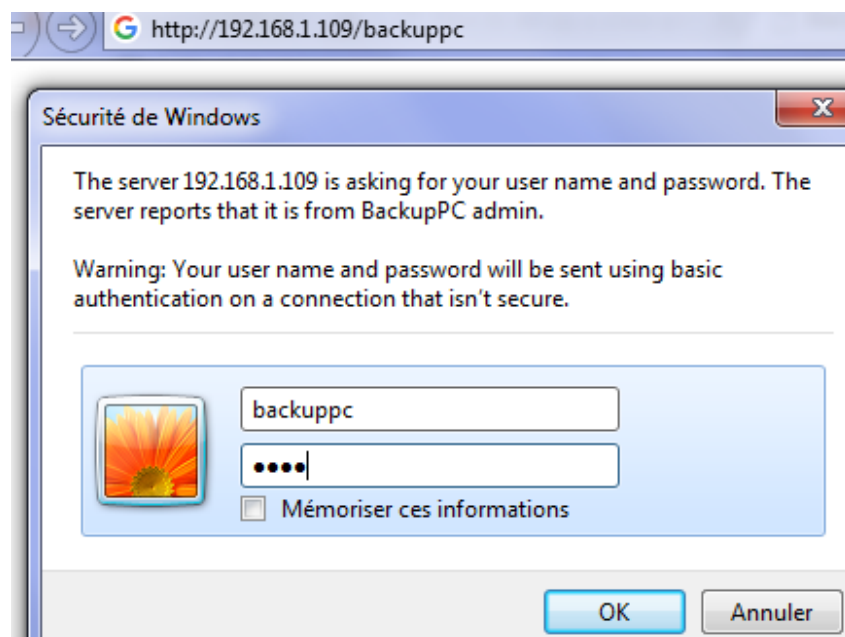 http://192.168.1.109/backuppc
Sécurité de Windows
The server 192.168.1.109 is asking for your user name and password. The
server reports that it is from BackupPC admin.
Warning: Your user name and password will be sent using basic
authentication on a connection that isn't secure.
backuppc
••••
Mémoriser ces informations
OK Annuler